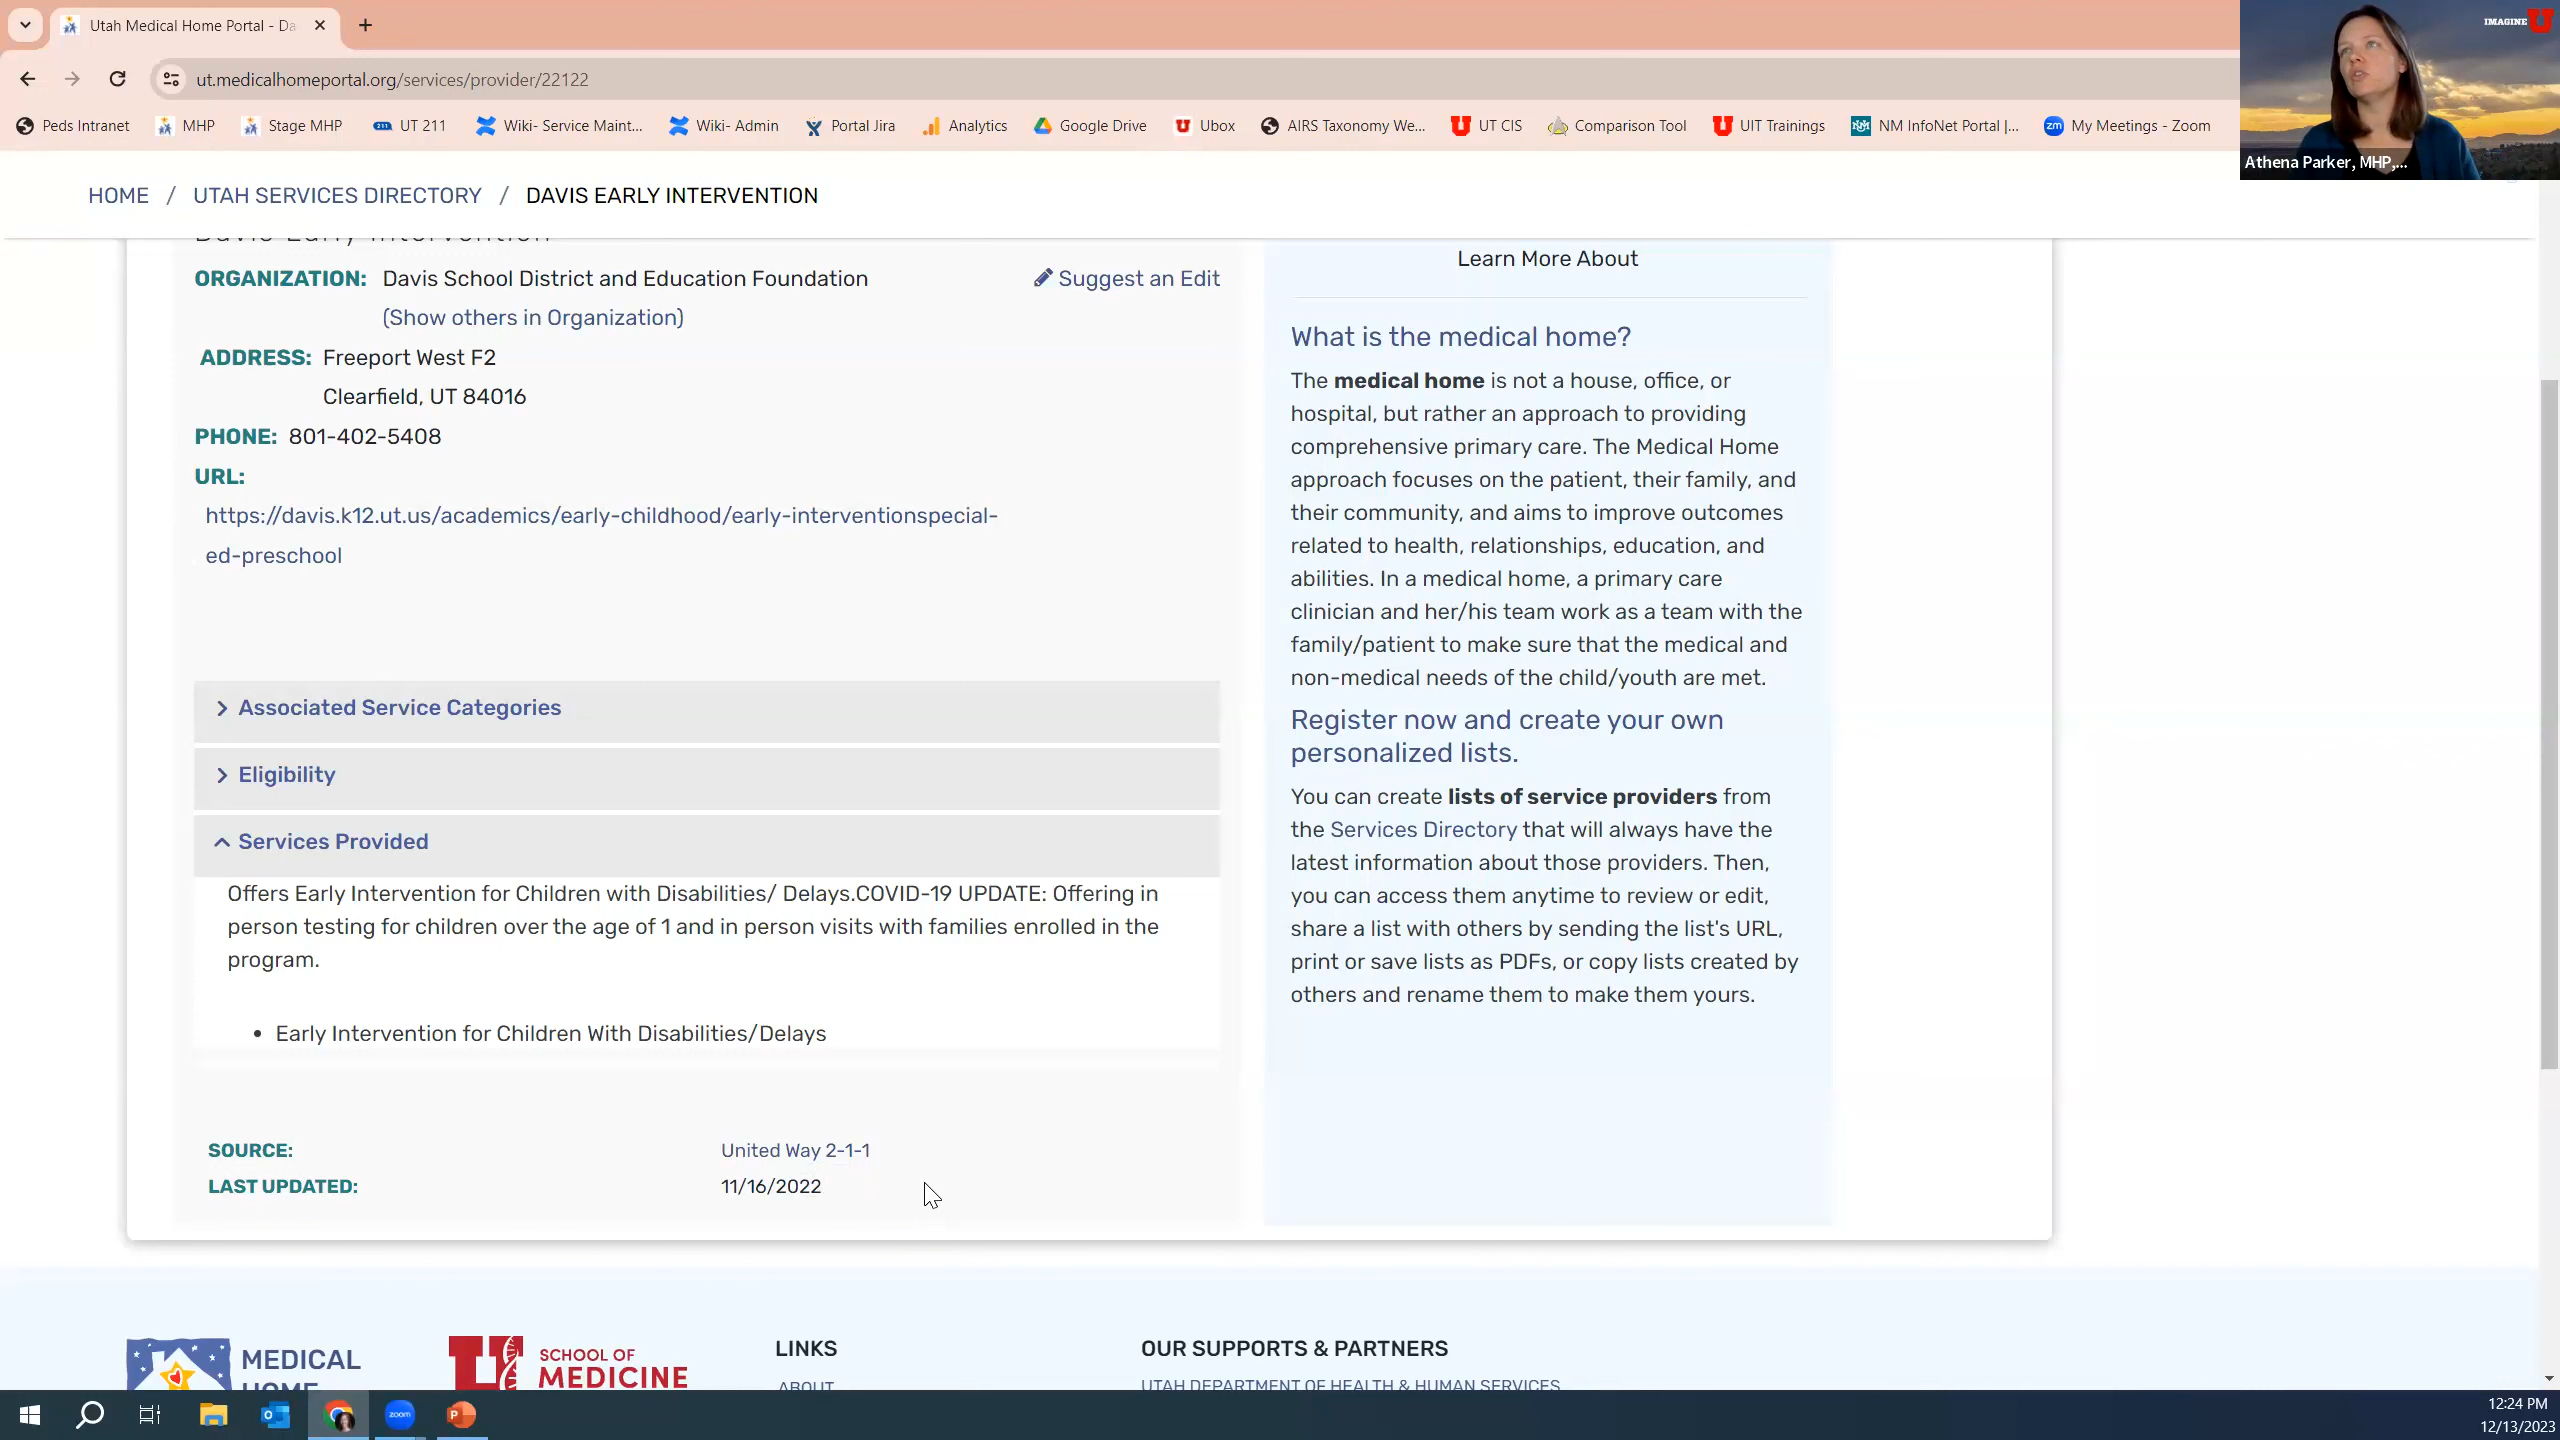 Utah Medical Home Portal - Da
ut.medicalhomeportal.org/services/provider/22122
Peds Intranet MHP Stage MHP 211 UT 211 Wiki- Service Maint... Wiki- Admin Portal Jira Analytics Google Drive Ubox AIRS Taxonomy We... UT CIS Comparison Tool UIT Trainings NM InfoNet Portal |... zm My Meetings - Zoom
IMAGINE U
Athena Parker, MHP,...
HOME / UTAH SERVICES DIRECTORY / DAVIS EARLY INTERVENTION
Davis Early Intervention
ORGANIZATION: Davis School District and Education Foundation
Suggest an Edit
(Show others in Organization)
ADDRESS: Freeport West F2
Clearfield, UT 84016
PHONE: 801-402-5408
URL:
https://davis.k12.ut.us/academics/early-childhood/early-interventionspecial-
ed-preschool
Associated Service Categories
Eligibility
Services Provided
Offers Early Intervention for Children with Disabilities/ Delays.COVID-19 UPDATE: Offering in
person testing for children over the age of 1 and in person visits with families enrolled in the
program.
• Early Intervention for Children With Disabilities/Delays
SOURCE: United Way 2-1-1
LAST UPDATED: 11/16/2022
Learn More About
What is the medical home?
The medical home is not a house, office, or
hospital, but rather an approach to providing
comprehensive primary care. The Medical Home
approach focuses on the patient, their family, and
their community, and aims to improve outcomes
related to health, relationships, education, and
abilities. In a medical home, a primary care
clinician and her/his team work as a team with the
family/patient to make sure that the medical and
non-medical needs of the child/youth are met.
Register now and create your own
personalized lists.
You can create lists of service providers from
the Services Directory that will always have the
latest information about those providers. Then,
you can access them anytime to review or edit,
share a list with others by sending the list's URL,
print or save lists as PDFs, or copy lists created by
others and rename them to make them yours.
MEDICAL
HOME
U SCHOOL OF
MEDICINE
LINKS
ABOUT
OUR SUPPORTS & PARTNERS
UTAH DEPARTMENT OF HEALTH & HUMAN SERVICES
zoom
12:24 PM
12/13/2023